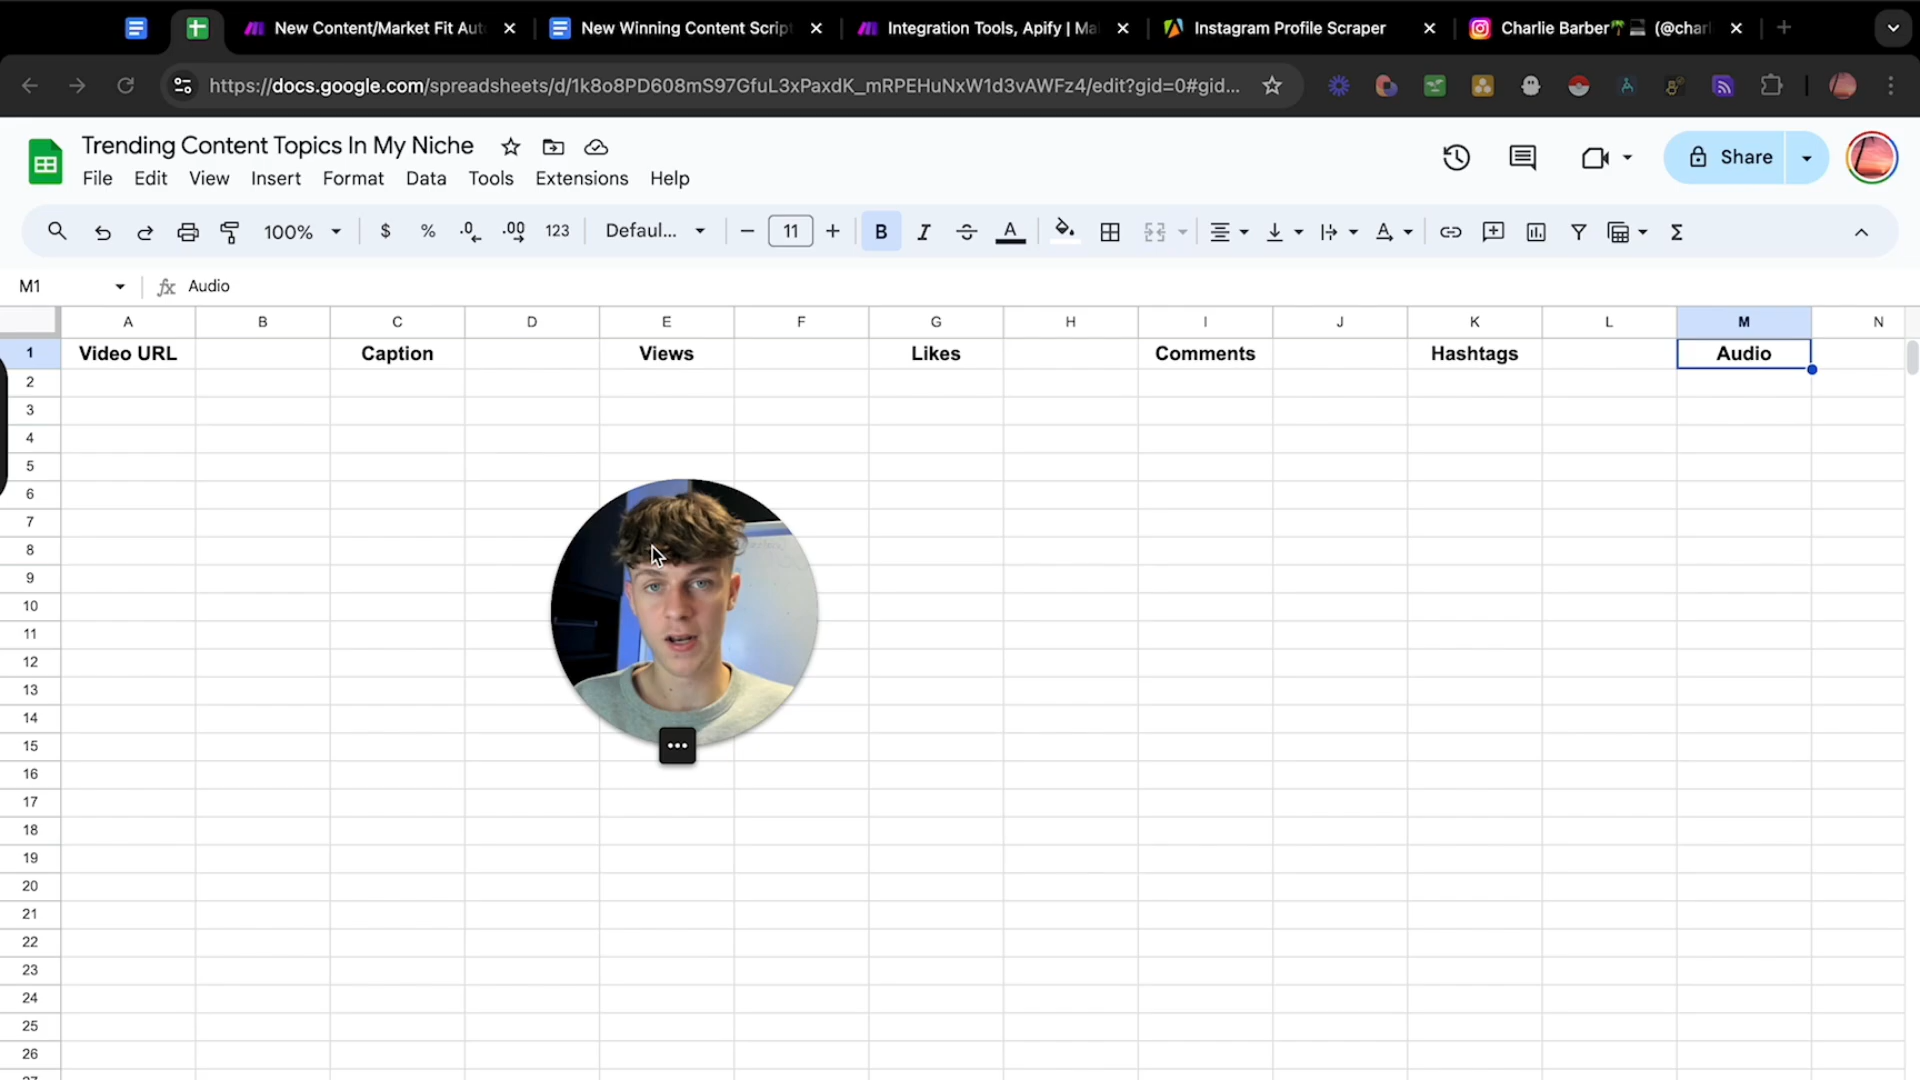 New Content/Market Fit Aut
New Winning Content Script
Integration Tools, Apify | Ma
Instagram Profile Scraper
Charlie Barber🌴💻 (@charl
https://docs.google.com/spreadsheets/d/1k8o8PD608mS97GfuL3xPaxdK_mRPEHuNxW1d3vAWFz4/edit?gid=0#gid...
Trending Content Topics In My Niche
Share
File Edit View Insert Format Data Tools Extensions Help
100% $ % .0 .00 123 Defaul... 11 B I S A Σ
M1 fx Audio
A B C D E F G H I J K L M N
1 Video URL Caption Views Likes Comments Hashtags Audio
2
3
4
5
6
7
8
9
10
11
12
13
14
15
16
17
18
19
20
21
22
23
24
25
26